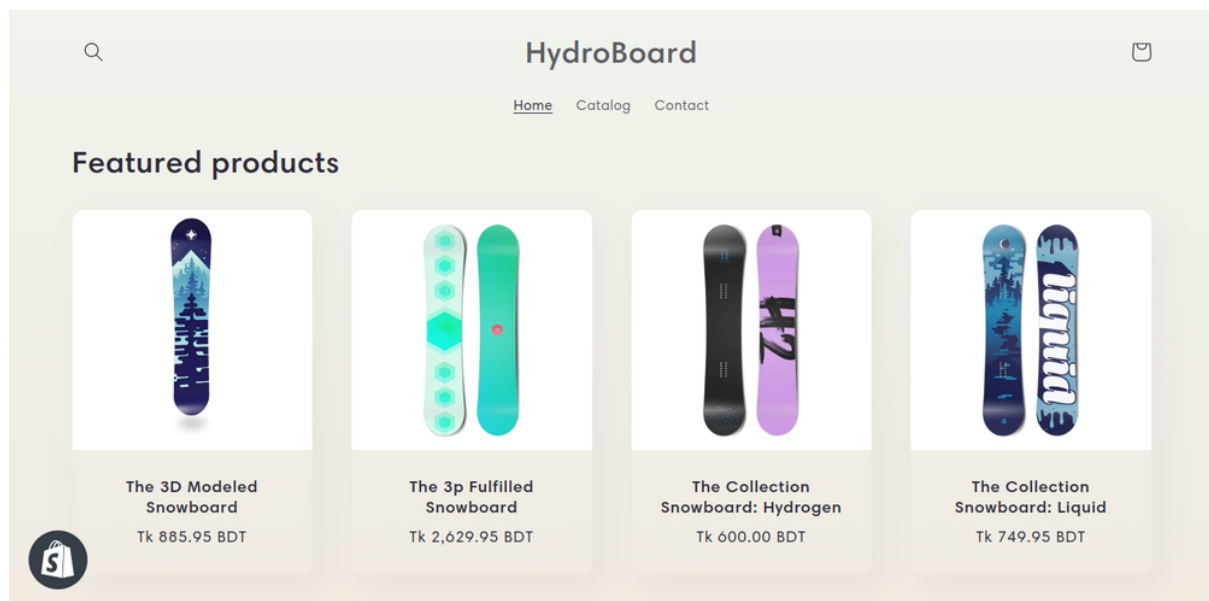 HydroBoard
Home Catalog Contact
Featured products
The 3D Modeled
Snowboard
Tk 885.95 BDT
The 3p Fulfilled
Snowboard
Tk 2,629.95 BDT
H2
The Collection
Snowboard: Hydrogen
Tk 600.00 BDT
liquid
The Collection
Snowboard: Liquid
Tk 749.95 BDT
S